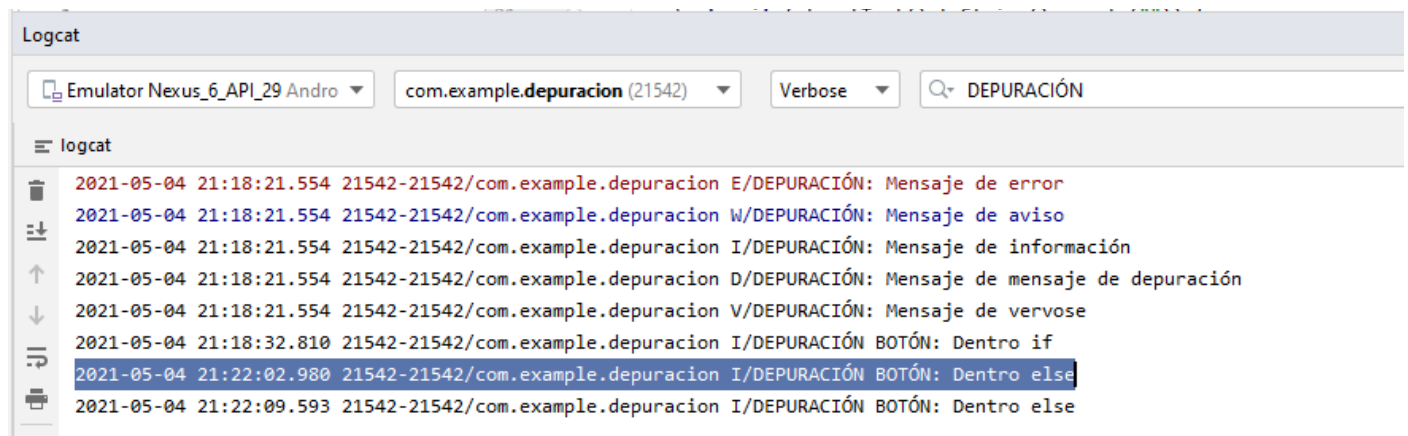 Logcat
Emulator Nexus_6_API_29 Andro com.example.depuracion (21542) Verbose DEPURACIÓN
logcat
2021-05-04 21:18:21.554 21542-21542/com.example.depuracion E/DEPURACIÓN: Mensaje de error
2021-05-04 21:18:21.554 21542-21542/com.example.depuracion W/DEPURACIÓN: Mensaje de aviso
2021-05-04 21:18:21.554 21542-21542/com.example.depuracion I/DEPURACIÓN: Mensaje de información
2021-05-04 21:18:21.554 21542-21542/com.example.depuracion D/DEPURACIÓN: Mensaje de mensaje de depuración
2021-05-04 21:18:21.554 21542-21542/com.example.depuracion V/DEPURACIÓN: Mensaje de vervose
2021-05-04 21:18:32.810 21542-21542/com.example.depuracion I/DEPURACIÓN BOTÓN: Dentro if
2021-05-04 21:22:02.980 21542-21542/com.example.depuracion I/DEPURACIÓN BOTÓN: Dentro else
2021-05-04 21:22:09.593 21542-21542/com.example.depuracion I/DEPURACIÓN BOTÓN: Dentro else